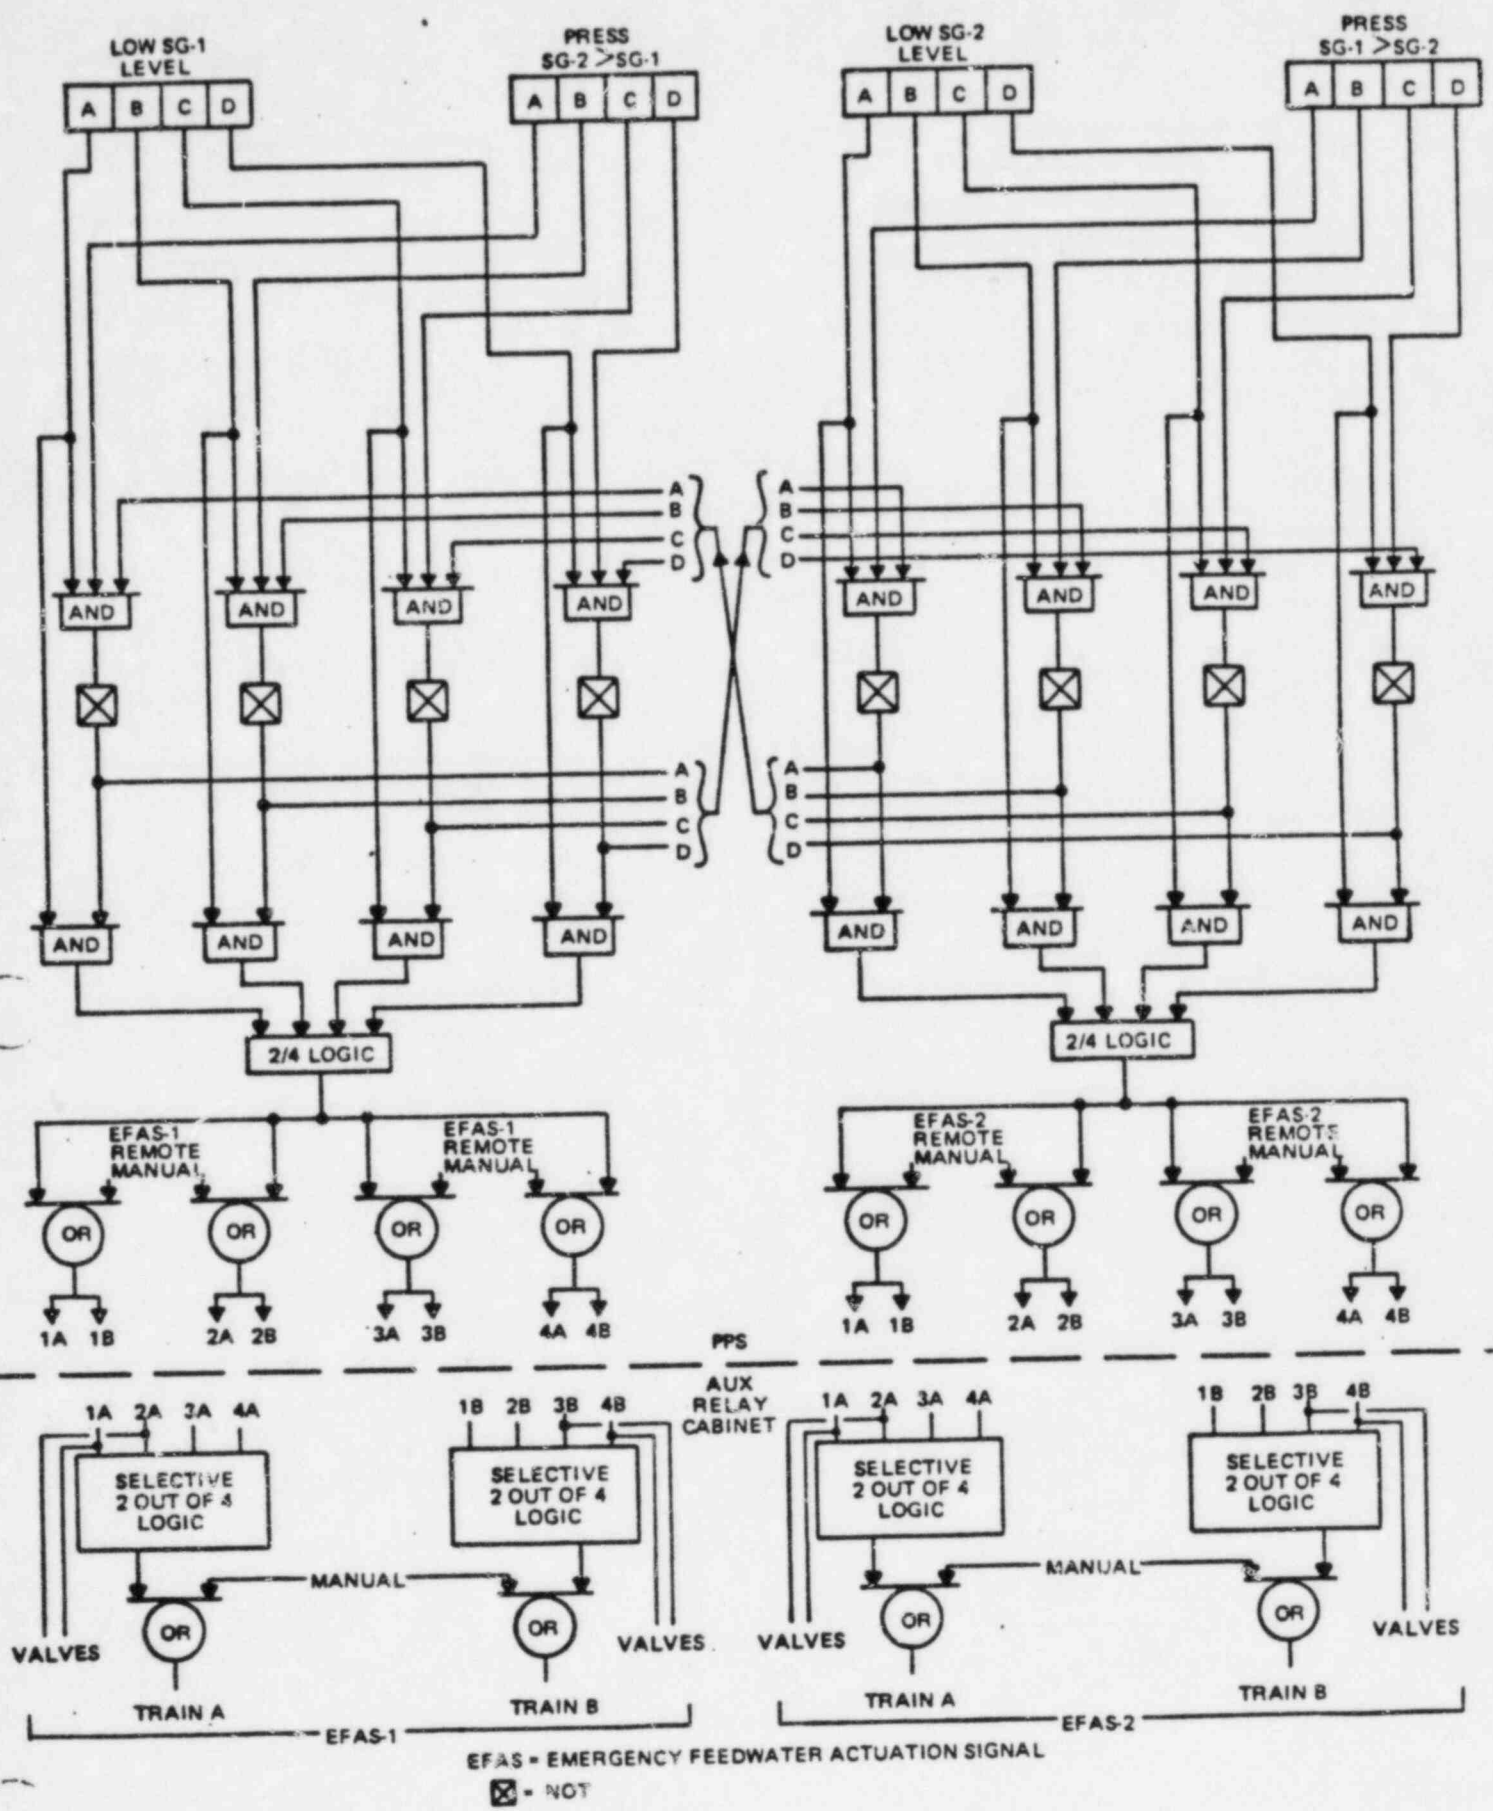 LOW SG-1
LEVEL
A B C D
PRESS
SG-2 >SG-1
A B C D
LOW SG-2
LEVEL
A B C D
PRESS
SG-1 >SG-2
A B C D
A
B
C
D
A
B
C
D
AND AND AND AND AND AND AND AND
A
B
C
D
A
B
C
D
AND AND AND AND AND AND AND AND
2/4 LOGIC 2/4 LOGIC
EFAS-1
REMOTE
MANUAL
EFAS-1
REMOTE
MANUAL
EFAS-2
REMOTE
MANUAL
EFAS-2
REMOTE
MANUAL
OR OR OR OR OR OR OR OR
1A 1B 2A 2B 3A 3B 4A 4B
1A 1B 2A 2B 3A 3B 4A 4B
PPS
AUX
RELAY
CABINET
1A 2A 3A 4A
SELECTIVE
2 OUT OF 4
LOGIC
1B 2B 3B 4B
SELECTIVE
2 OUT OF 4
LOGIC
1A 2A 3A 4A
SELECTIVE
2 OUT OF 4
LOGIC
1B 2B 3B 4B
SELECTIVE
2 OUT OF 4
LOGIC
MANUAL
MANUAL
OR OR OR OR
VALVES VALVES VALVES VALVES
TRAIN A TRAIN B TRAIN A TRAIN B
EFAS-1 EFAS-2
EFAS = EMERGENCY FEEDWATER ACTUATION SIGNAL
= NOT